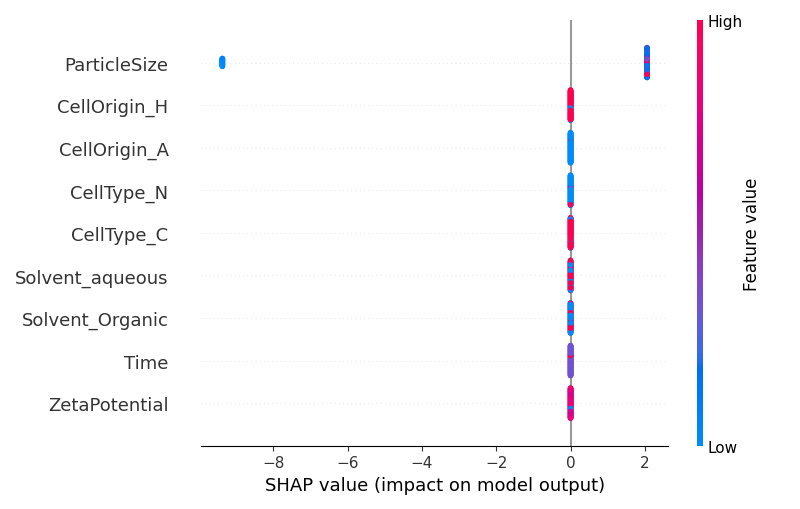 High
ParticleSize
CellOrigin_H
CellOrigin_A
CellType_N
CellType_C
Solvent_aqueous
Solvent_Organic
Time
ZetaPotential
Feature value
Low
−8 −6 −4 −2 0 2
SHAP value (impact on model output)